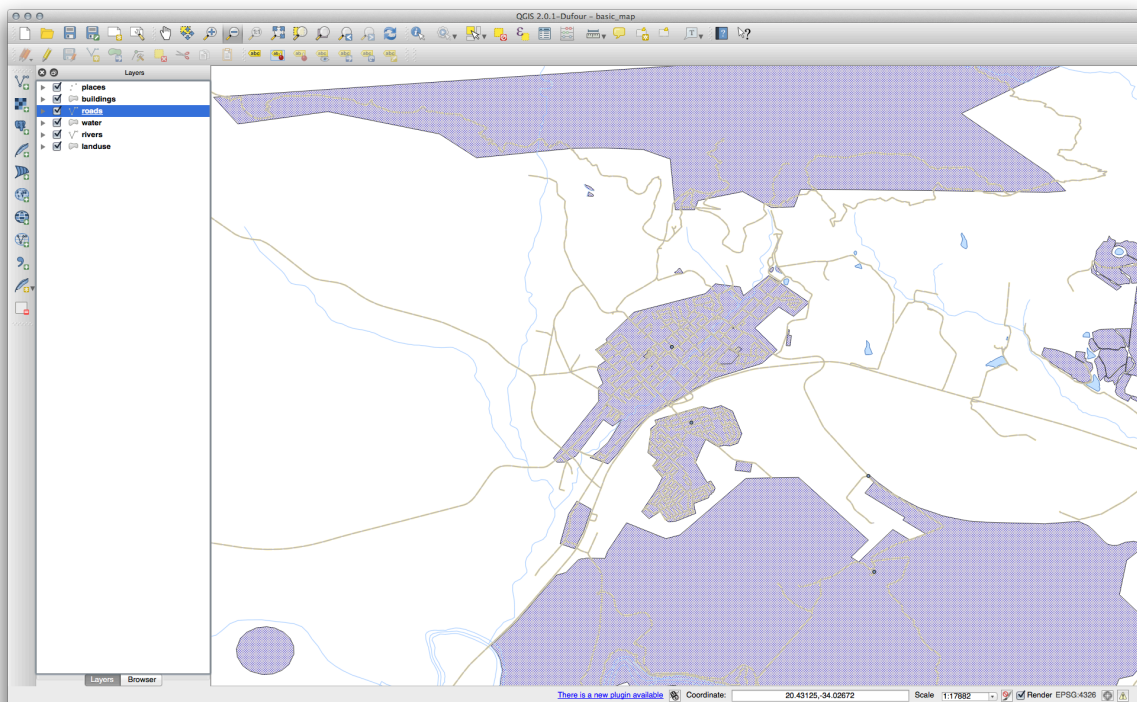 QGIS 2.0.1-Dufour - basic_map
Layers
places
buildings
roads
water
rivers
landuse
Layers Browser
There is a new plugin available Coordinate: 20.43125,-34.02672 Scale 1:17882 Render EPSG:4326